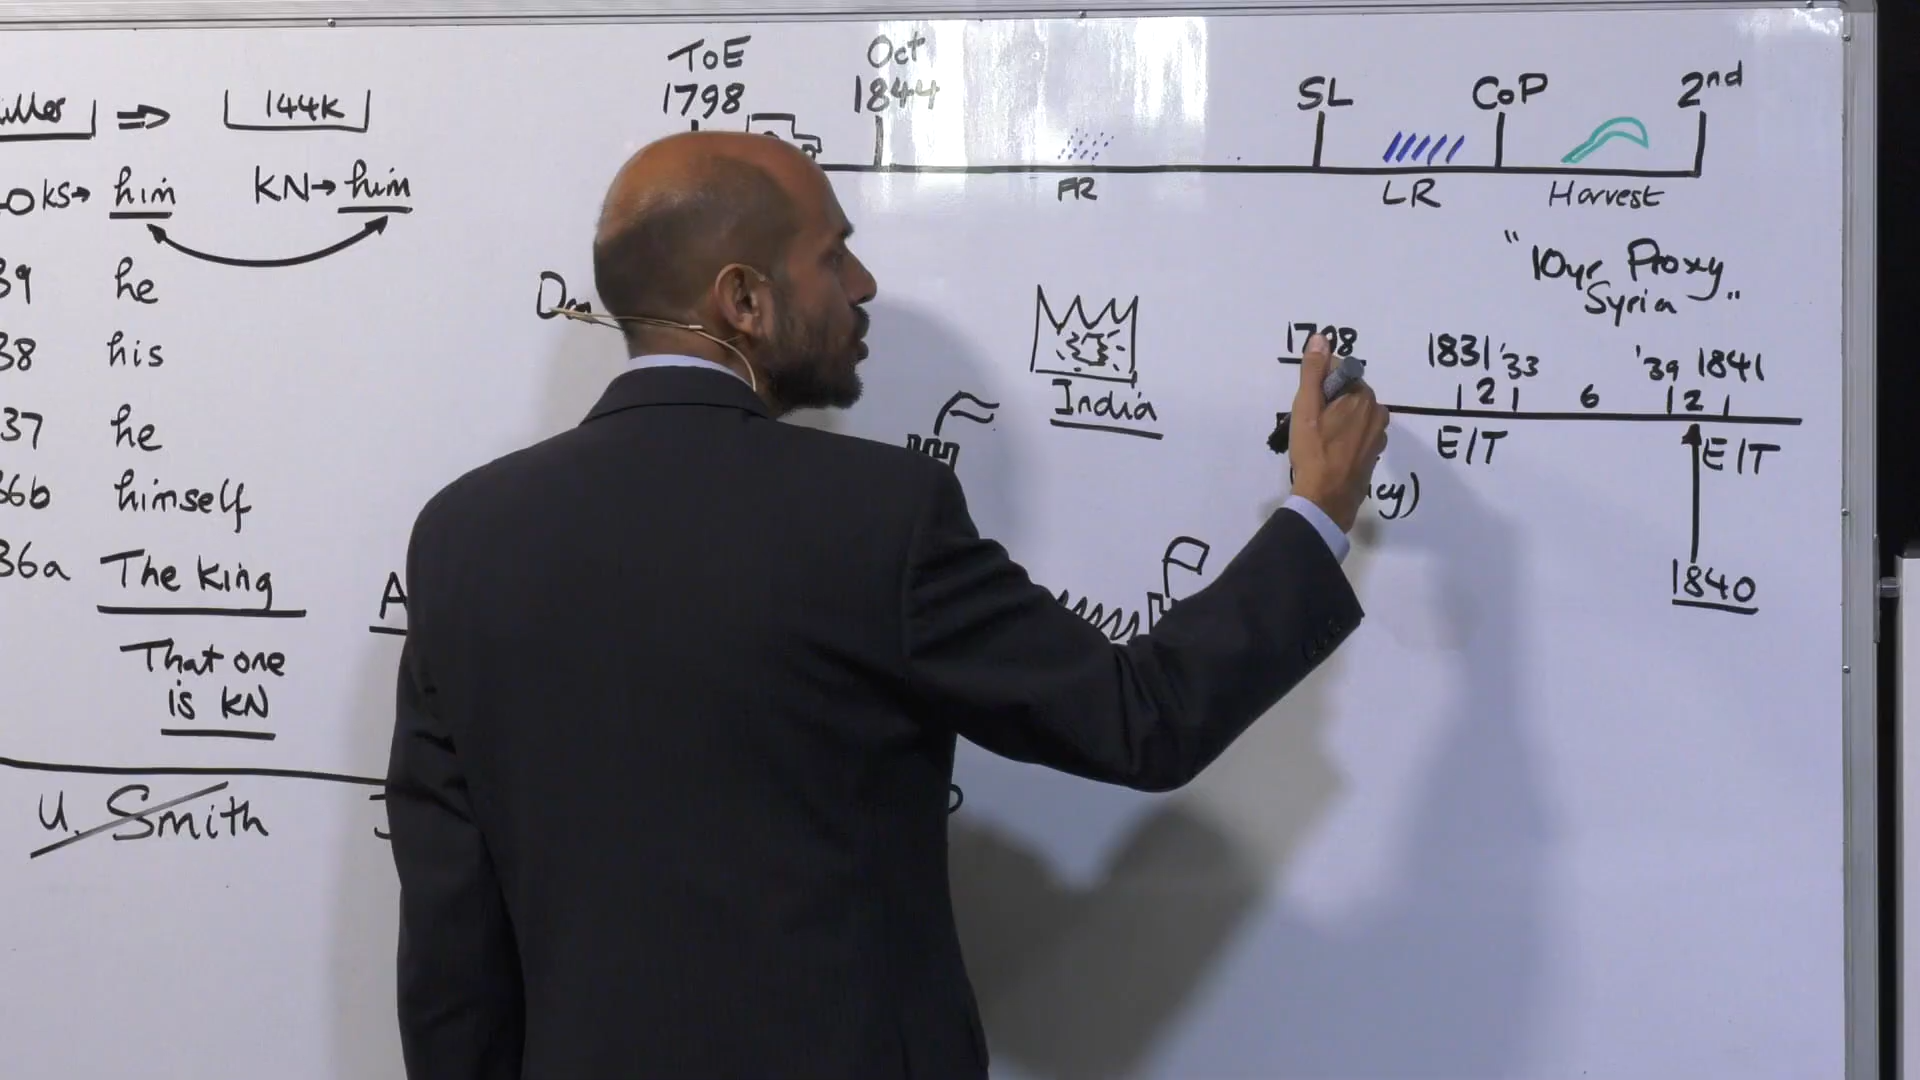 144K
KS→ him
KN→ him
39 he
38 his
37 he
36b himself
36a The King
That one
is KN
U. Smith
ToE
1798
Oct
1844
SL
CoP
2nd
FR
LR
Harvest
"10yr Proxy
Syria"
India
1798
1831 '33
'39 1841
2
6
2
E/T
E/T
1840